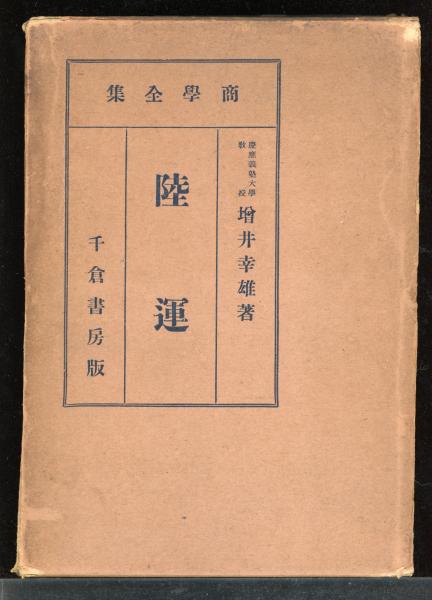 商學全集
慶應義塾大學
教授
增井幸雄著
陸運
千倉書房版